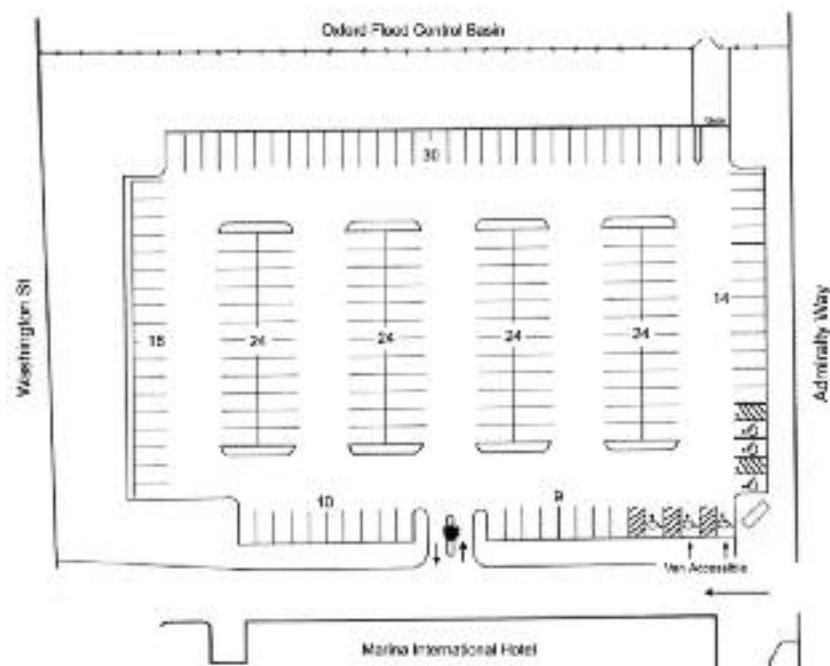 Oxford Flood Control Basin
30
Washington St
14
Admiralty Way
24
24
24
24
10
9
Van Accessible
Marina International Hotel